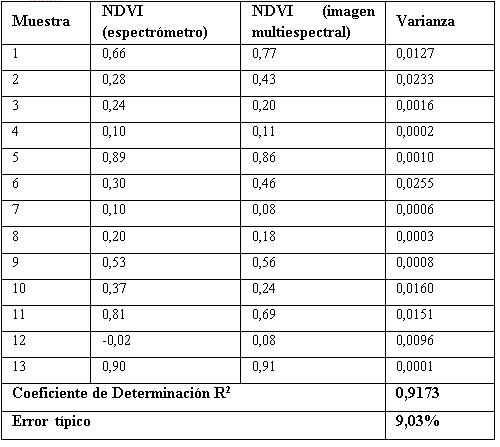 Muestra NDVI (espectrómetro) NDVI (imagen multiespectral) Varianza
1 0,66 0,77 0,0127
2 0,28 0,43 0,0233
3 0,24 0,20 0,0016
4 0,10 0,11 0,0002
5 0,89 0,86 0,0010
6 0,30 0,46 0,0255
7 0,10 0,08 0,0006
8 0,20 0,18 0,0003
9 0,53 0,56 0,0008
10 0,37 0,24 0,0160
11 0,81 0,69 0,0151
12 -0,02 0,08 0,0096
13 0,90 0,91 0,0001
Coeficiente de Determinación R² 0,9173
Error típico 9,03%